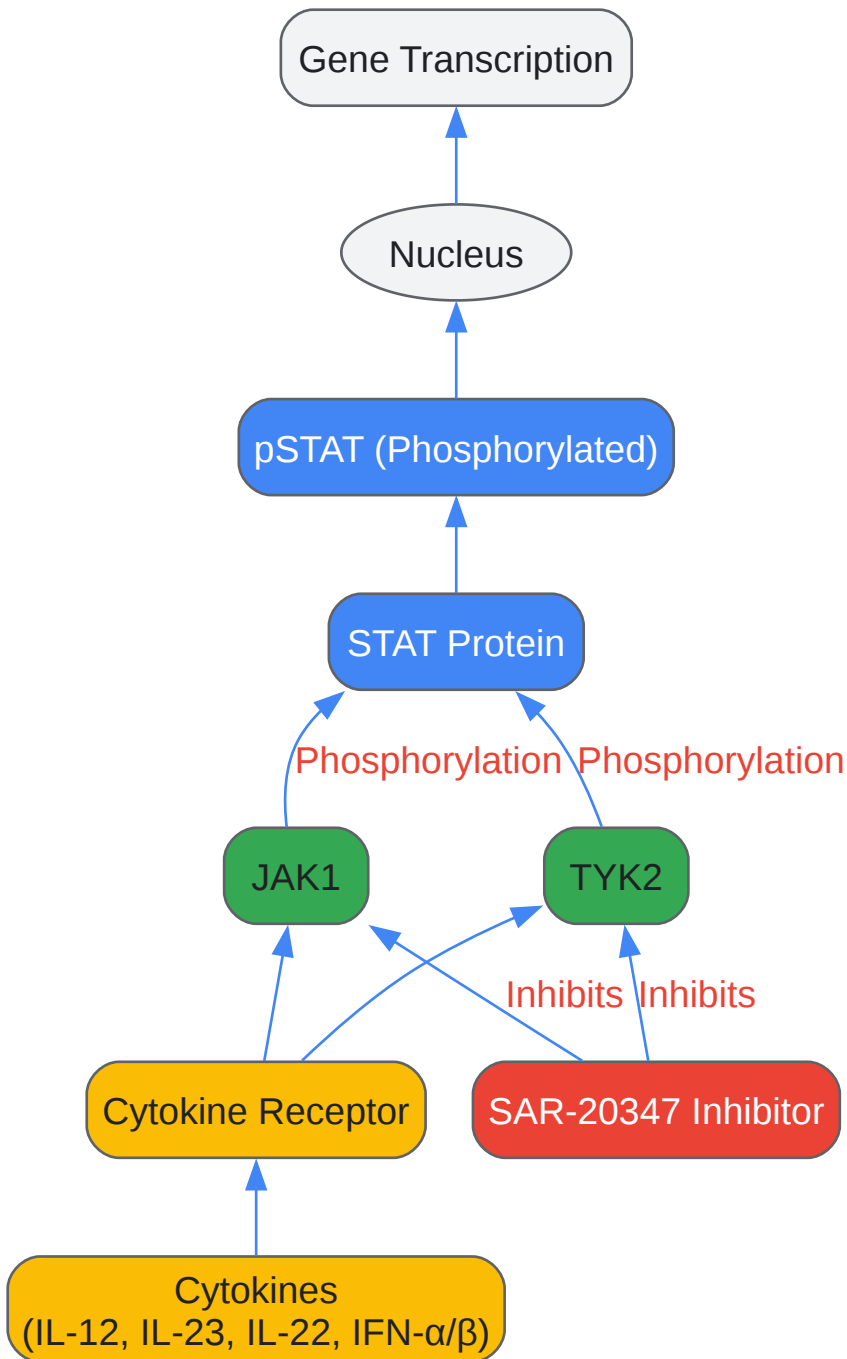 Gene Transcription
Nucleus
pSTAT (Phosphorylated)
STAT Protein
Phosphorylation
Phosphorylation
JAK1
TYK2
Inhibits
Inhibits
Cytokine Receptor
SAR-20347 Inhibitor
Cytokines
(IL-12, IL-23, IL-22, IFN-α/β)